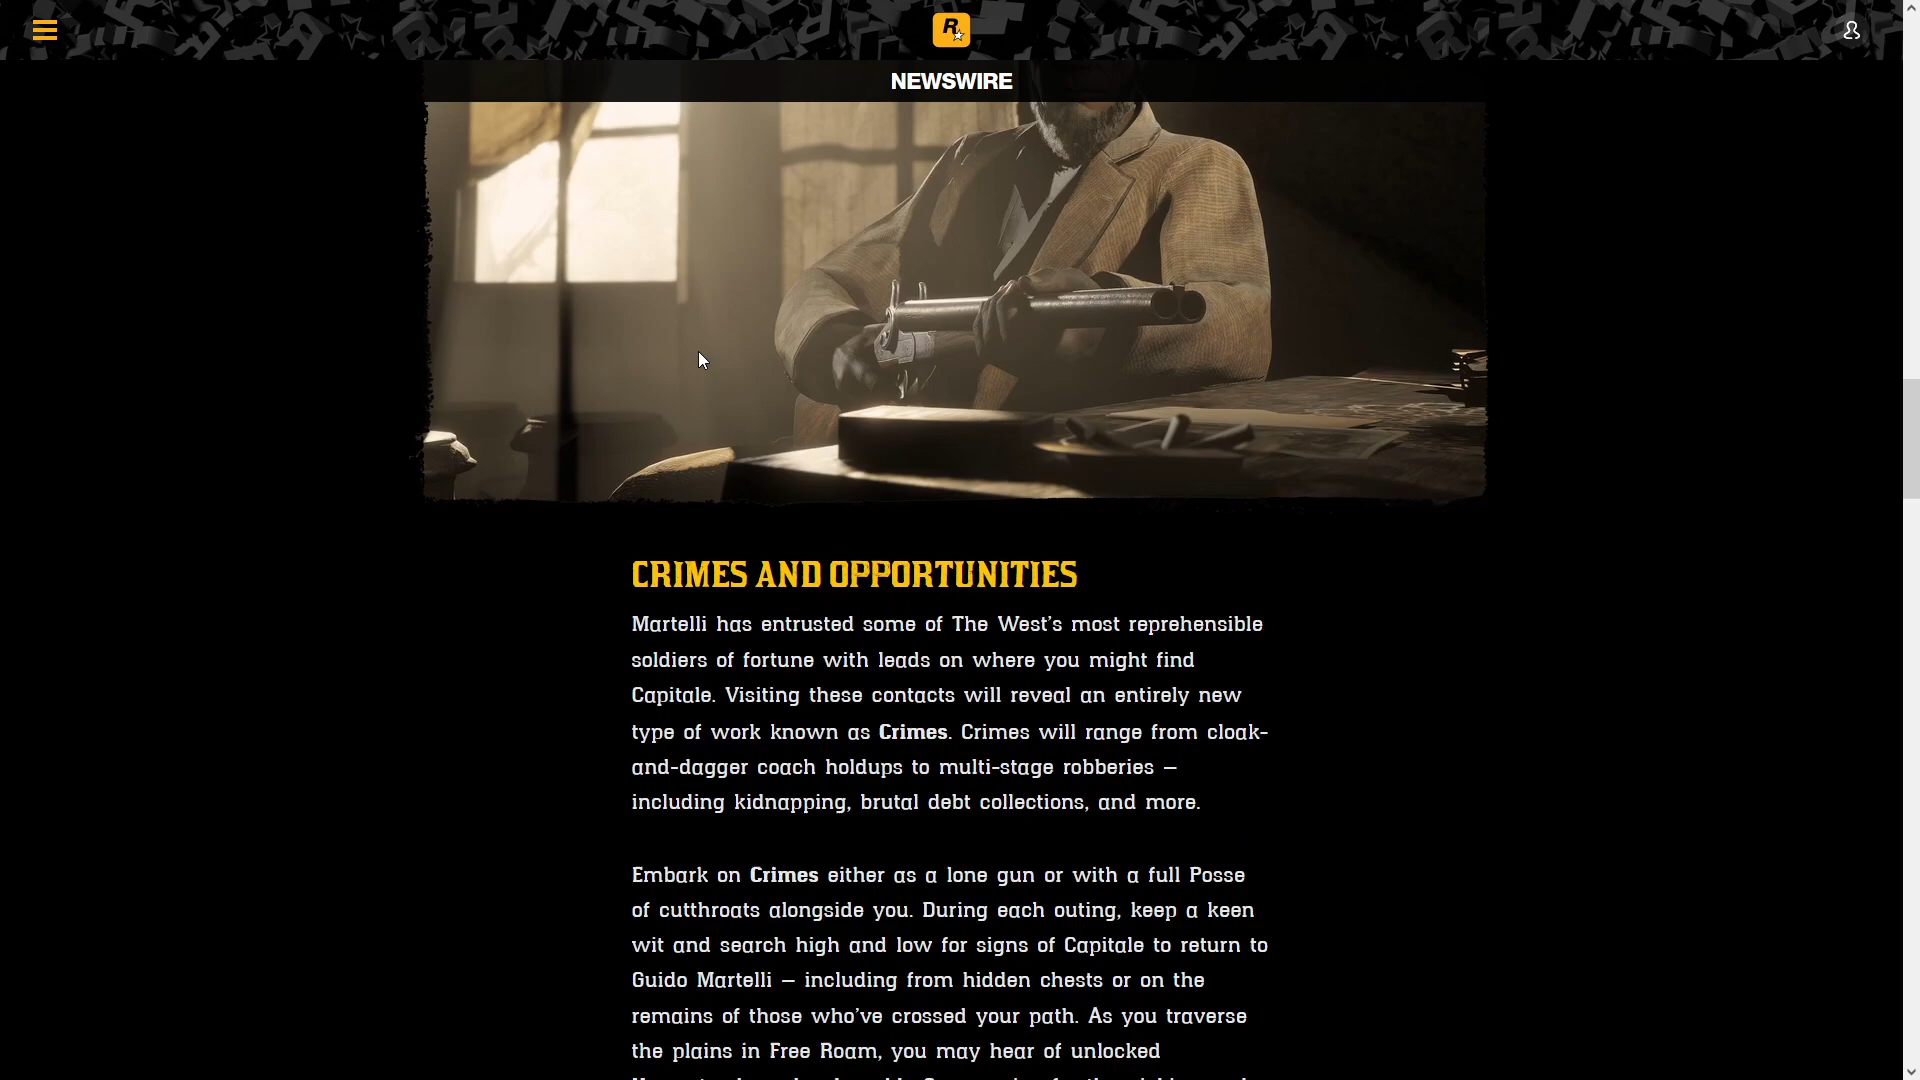 R
NEWSWIRE
CRIMES AND OPPORTUNITIES
Martelli has entrusted some of The West's most reprehensible
soldiers of fortune with leads on where you might find
Capitale. Visiting these contacts will reveal an entirely new
type of work known as Crimes. Crimes will range from cloak-
and-dagger coach holdups to multi-stage robberies –
including kidnapping, brutal debt collections, and more.
Embark on Crimes either as a lone gun or with a full Posse
of cutthroats alongside you. During each outing, keep a keen
wit and search high and low for signs of Capitale to return to
Guido Martelli – including from hidden chests or on the
remains of those who've crossed your path. As you traverse
the plains in Free Roam, you may hear of unlocked